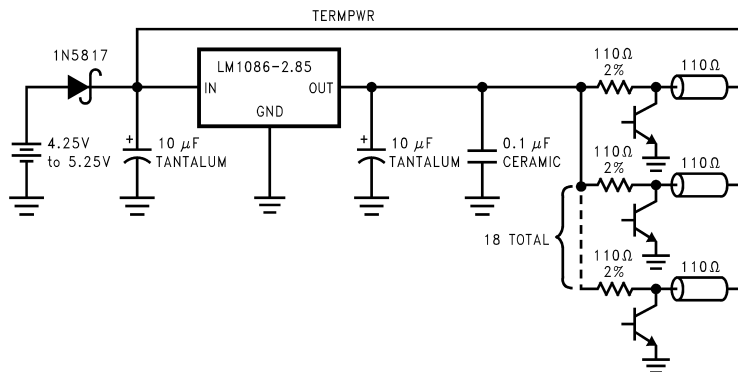 TERMPWR
1N5817
LM1086-2.85
IN
OUT
GND
110Ω
2%
110Ω
+
4.25V
to 5.25V
10 μF
TANTALUM
+
10 μF
TANTALUM
0.1 μF
CERAMIC
110Ω
2%
110Ω
18 TOTAL
110Ω
2%
110Ω